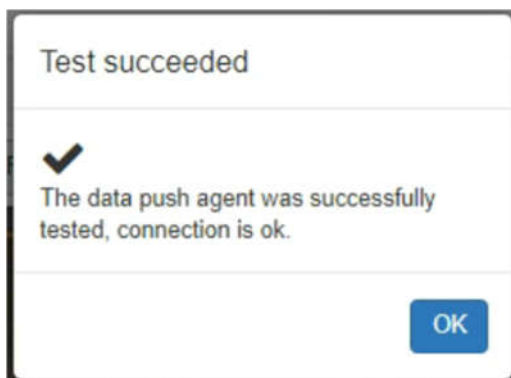 Test succeeded
The data push agent was successfully
tested, connection is ok.
OK